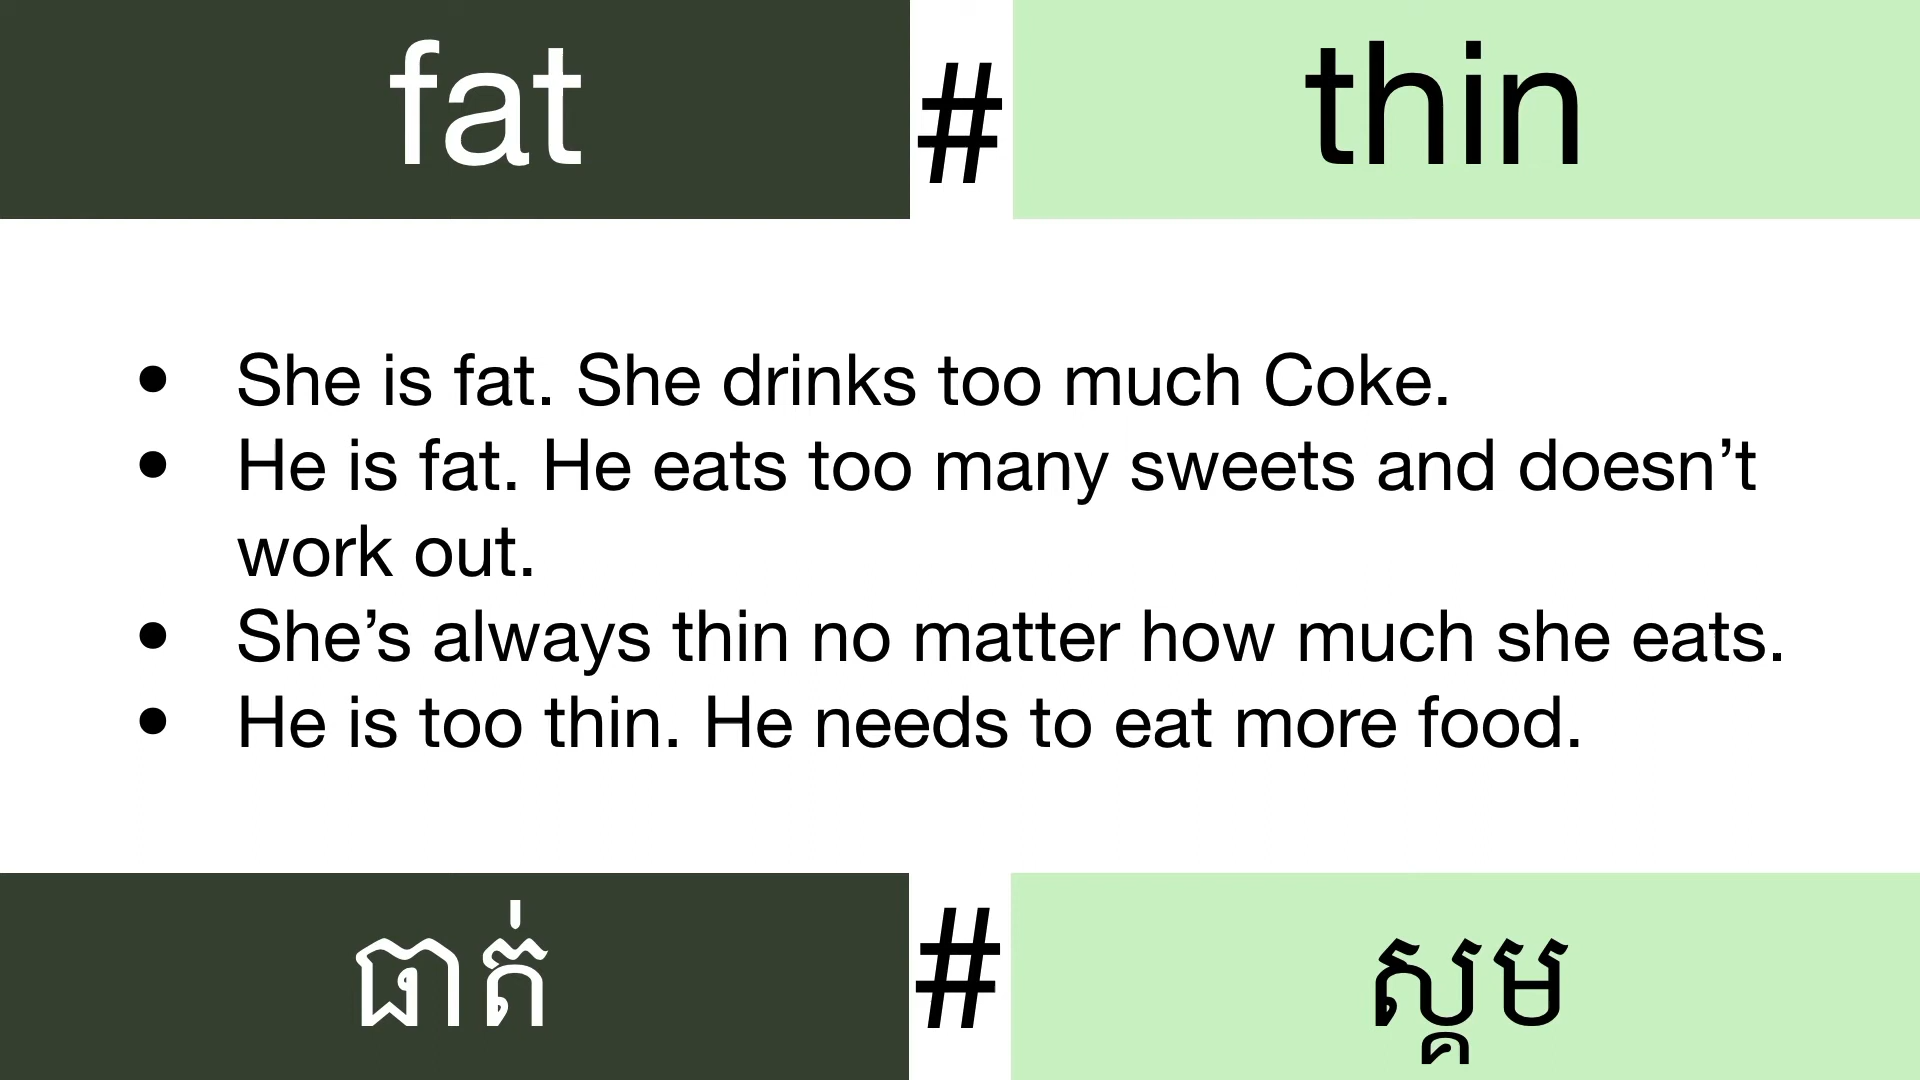 fat # thin
● She is fat. She drinks too much Coke.
● He is fat. He eats too many sweets and doesn’t
work out.
● She’s always thin no matter how much she eats.
● He is too thin. He needs to eat more food.
ធាត់ # ស្គម